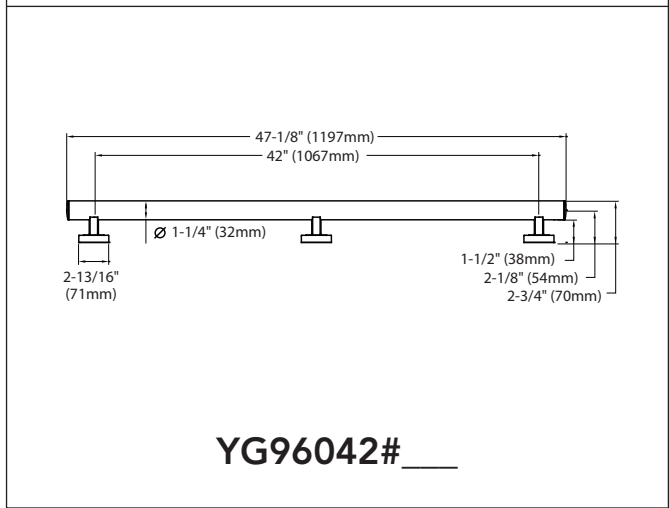 47-1/8" (1197mm)
42" (1067mm)
Ø 1-1/4" (32mm)
1-1/2" (38mm)
2-13/16"
(71mm)
2-1/8" (54mm)
2-3/4" (70mm)
YG96042#___